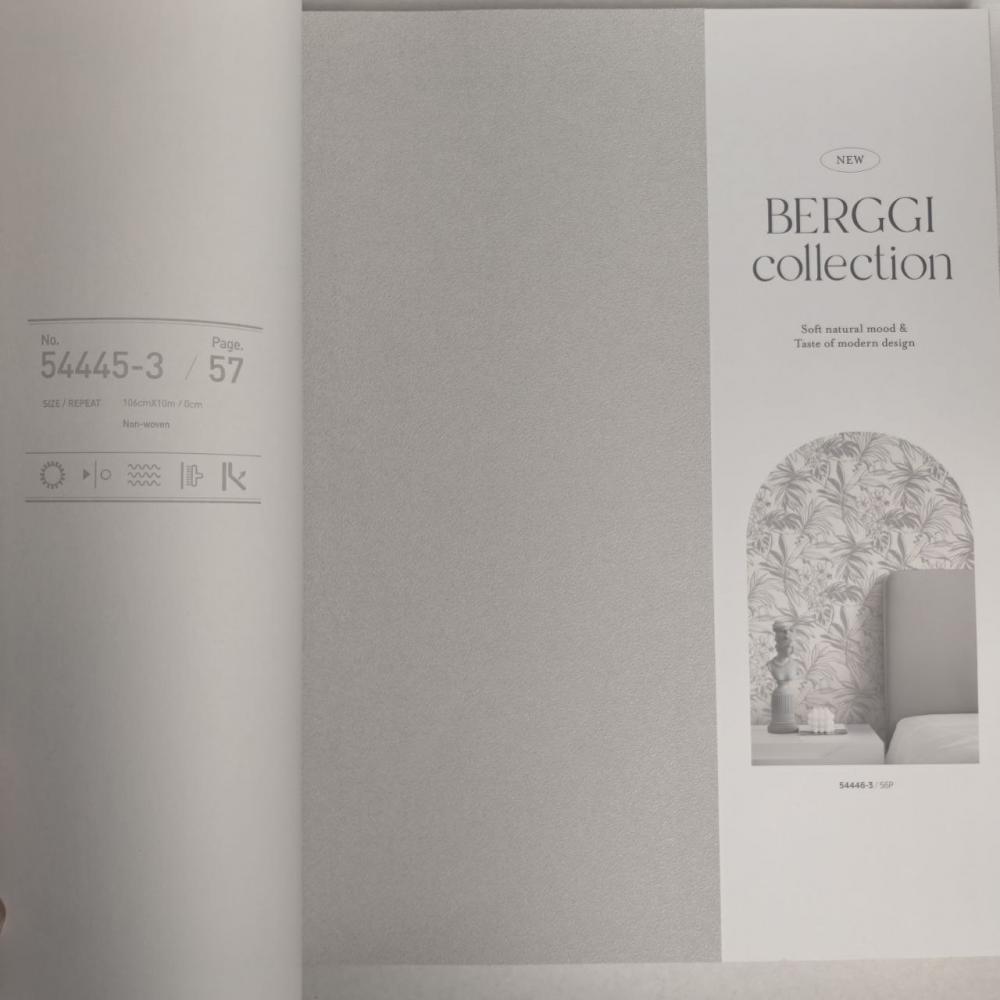 No. Page.
54445-3 / 57
SIZE / REPEAT 106cmX10m / 0cm
Non-woven
NEW
BERGGI
collection
Soft natural mood &
Taste of modern design
54446-3 / 56P